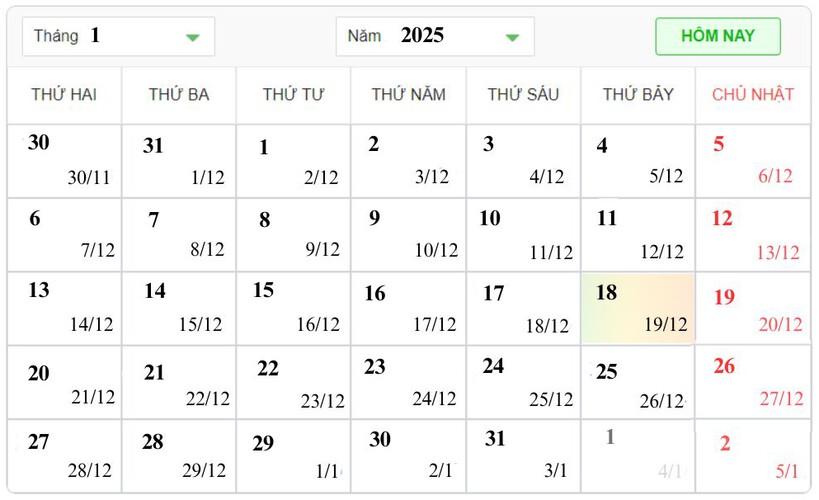 Tháng 1 Năm 2025 HÔM NAY
THỨ HAI THỨ BA THỨ TƯ THỨ NĂM THỨ SÁU THỨ BẢY CHỦ NHẬT
30 31 1 2 3 4 5
30/11 1/12 2/12 3/12 4/12 5/12 6/12
6 7 8 9 10 11 12
7/12 8/12 9/12 10/12 11/12 12/12 13/12
13 14 15 16 17 18 19
14/12 15/12 16/12 17/12 18/12 19/12 20/12
20 21 22 23 24 25 26
21/12 22/12 23/12 24/12 25/12 26/12 27/12
27 28 29 30 31 1 2
28/12 29/12 1/1 2/1 3/1 4/1 5/1